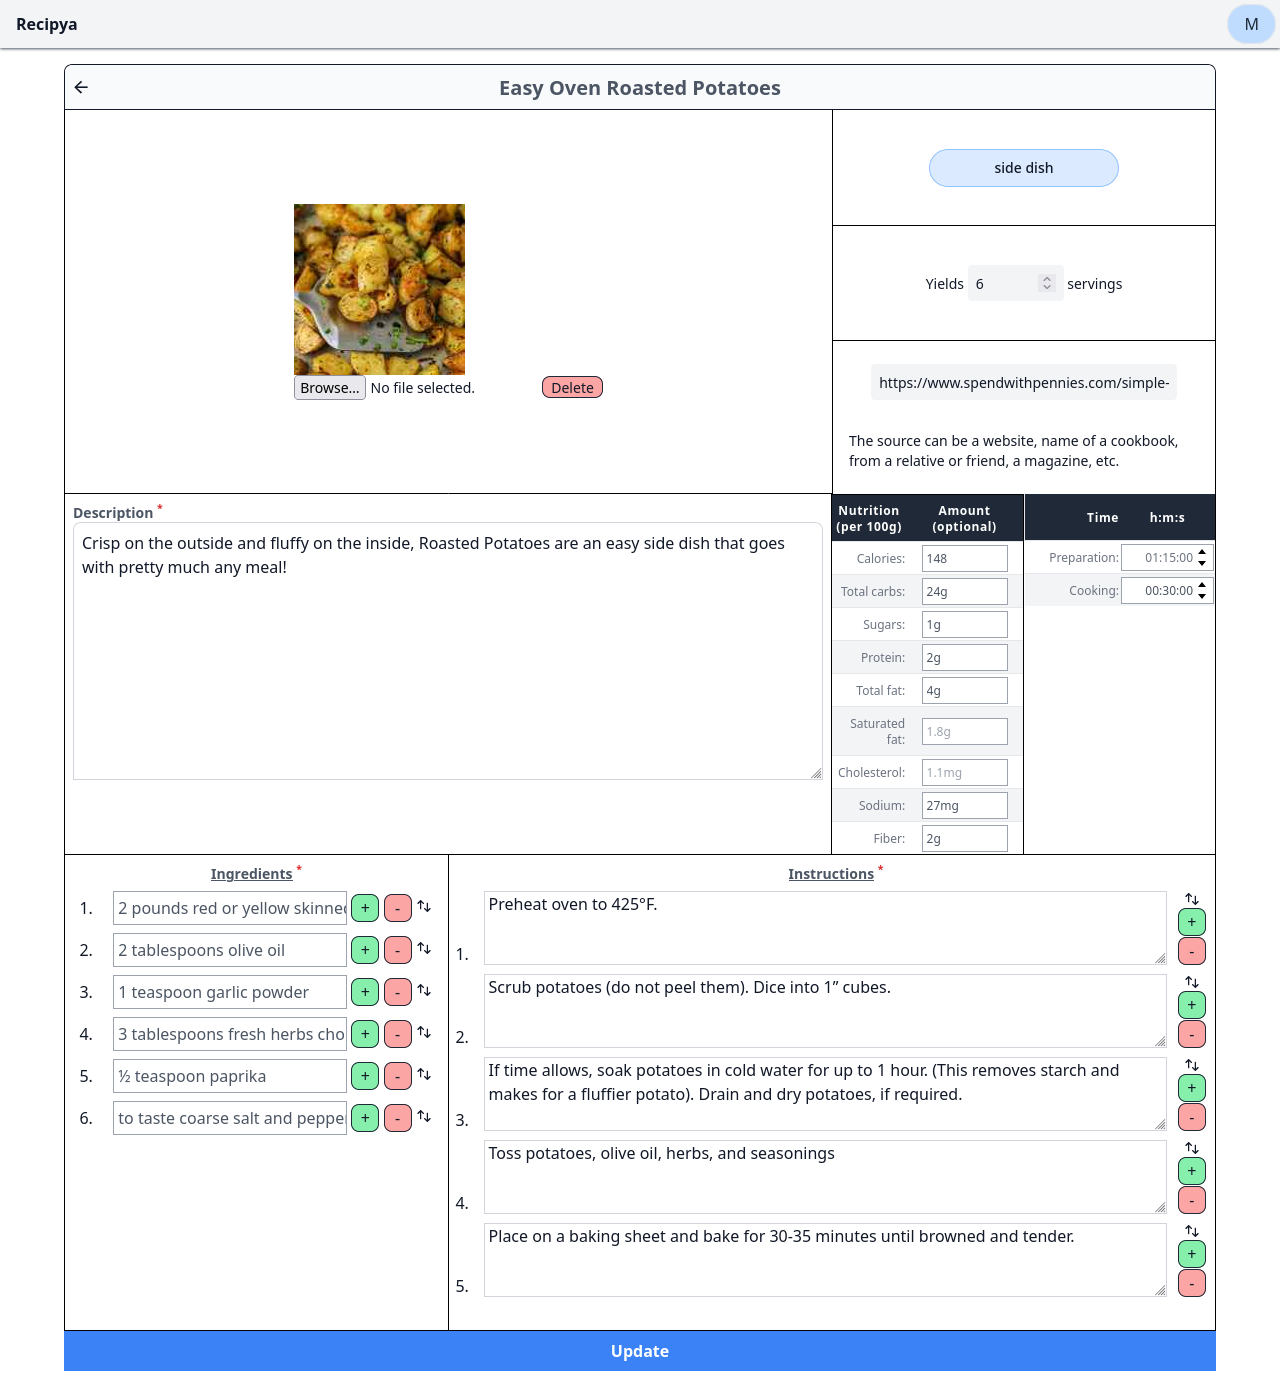 Recipya
M
Easy Oven Roasted Potatoes
side dish
Yields 6 servings
Browse... No file selected.
Delete
https://www.spendwithpennies.com/simple-
The source can be a website, name of a cookbook,
from a relative or friend, a magazine, etc.
Description *
Crisp on the outside and fluffy on the inside, Roasted Potatoes are an easy side dish that goes
with pretty much any meal!
Nutrition
(per 100g)
Amount
(optional)
Calories: 148
Total carbs: 24g
Sugars: 1g
Protein: 2g
Total fat: 4g
Saturated
fat: 1.8g
Cholesterol: 1.1mg
Sodium: 27mg
Fiber: 2g
Time h:m:s
Preparation: 01:15:00
Cooking: 00:30:00
Ingredients *
1. 2 pounds red or yellow skinned + -
2. 2 tablespoons olive oil + -
3. 1 teaspoon garlic powder + -
4. 3 tablespoons fresh herbs cho + -
5. ½ teaspoon paprika + -
6. to taste coarse salt and pepper + -
Instructions *
1. Preheat oven to 425°F.
+
-
2. Scrub potatoes (do not peel them). Dice into 1” cubes.
+
-
3. If time allows, soak potatoes in cold water for up to 1 hour. (This removes starch and
makes for a fluffier potato). Drain and dry potatoes, if required.
+
-
4. Toss potatoes, olive oil, herbs, and seasonings
+
-
5. Place on a baking sheet and bake for 30-35 minutes until browned and tender.
+
-
Update